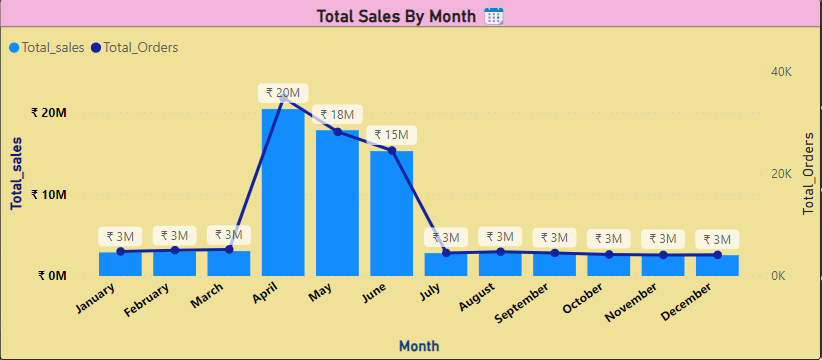 Total Sales By Month
Total_sales Total_Orders
40K
₹ 20M
₹ 20M
₹ 18M
₹ 15M
20K
₹ 10M
₹ 3M ₹ 3M ₹ 3M ₹ 3M ₹ 3M ₹ 3M ₹ 3M ₹ 3M ₹ 3M
₹ 0M
0K
Total_sales
Total_Orders
January February March April May June July August September October November December
Month